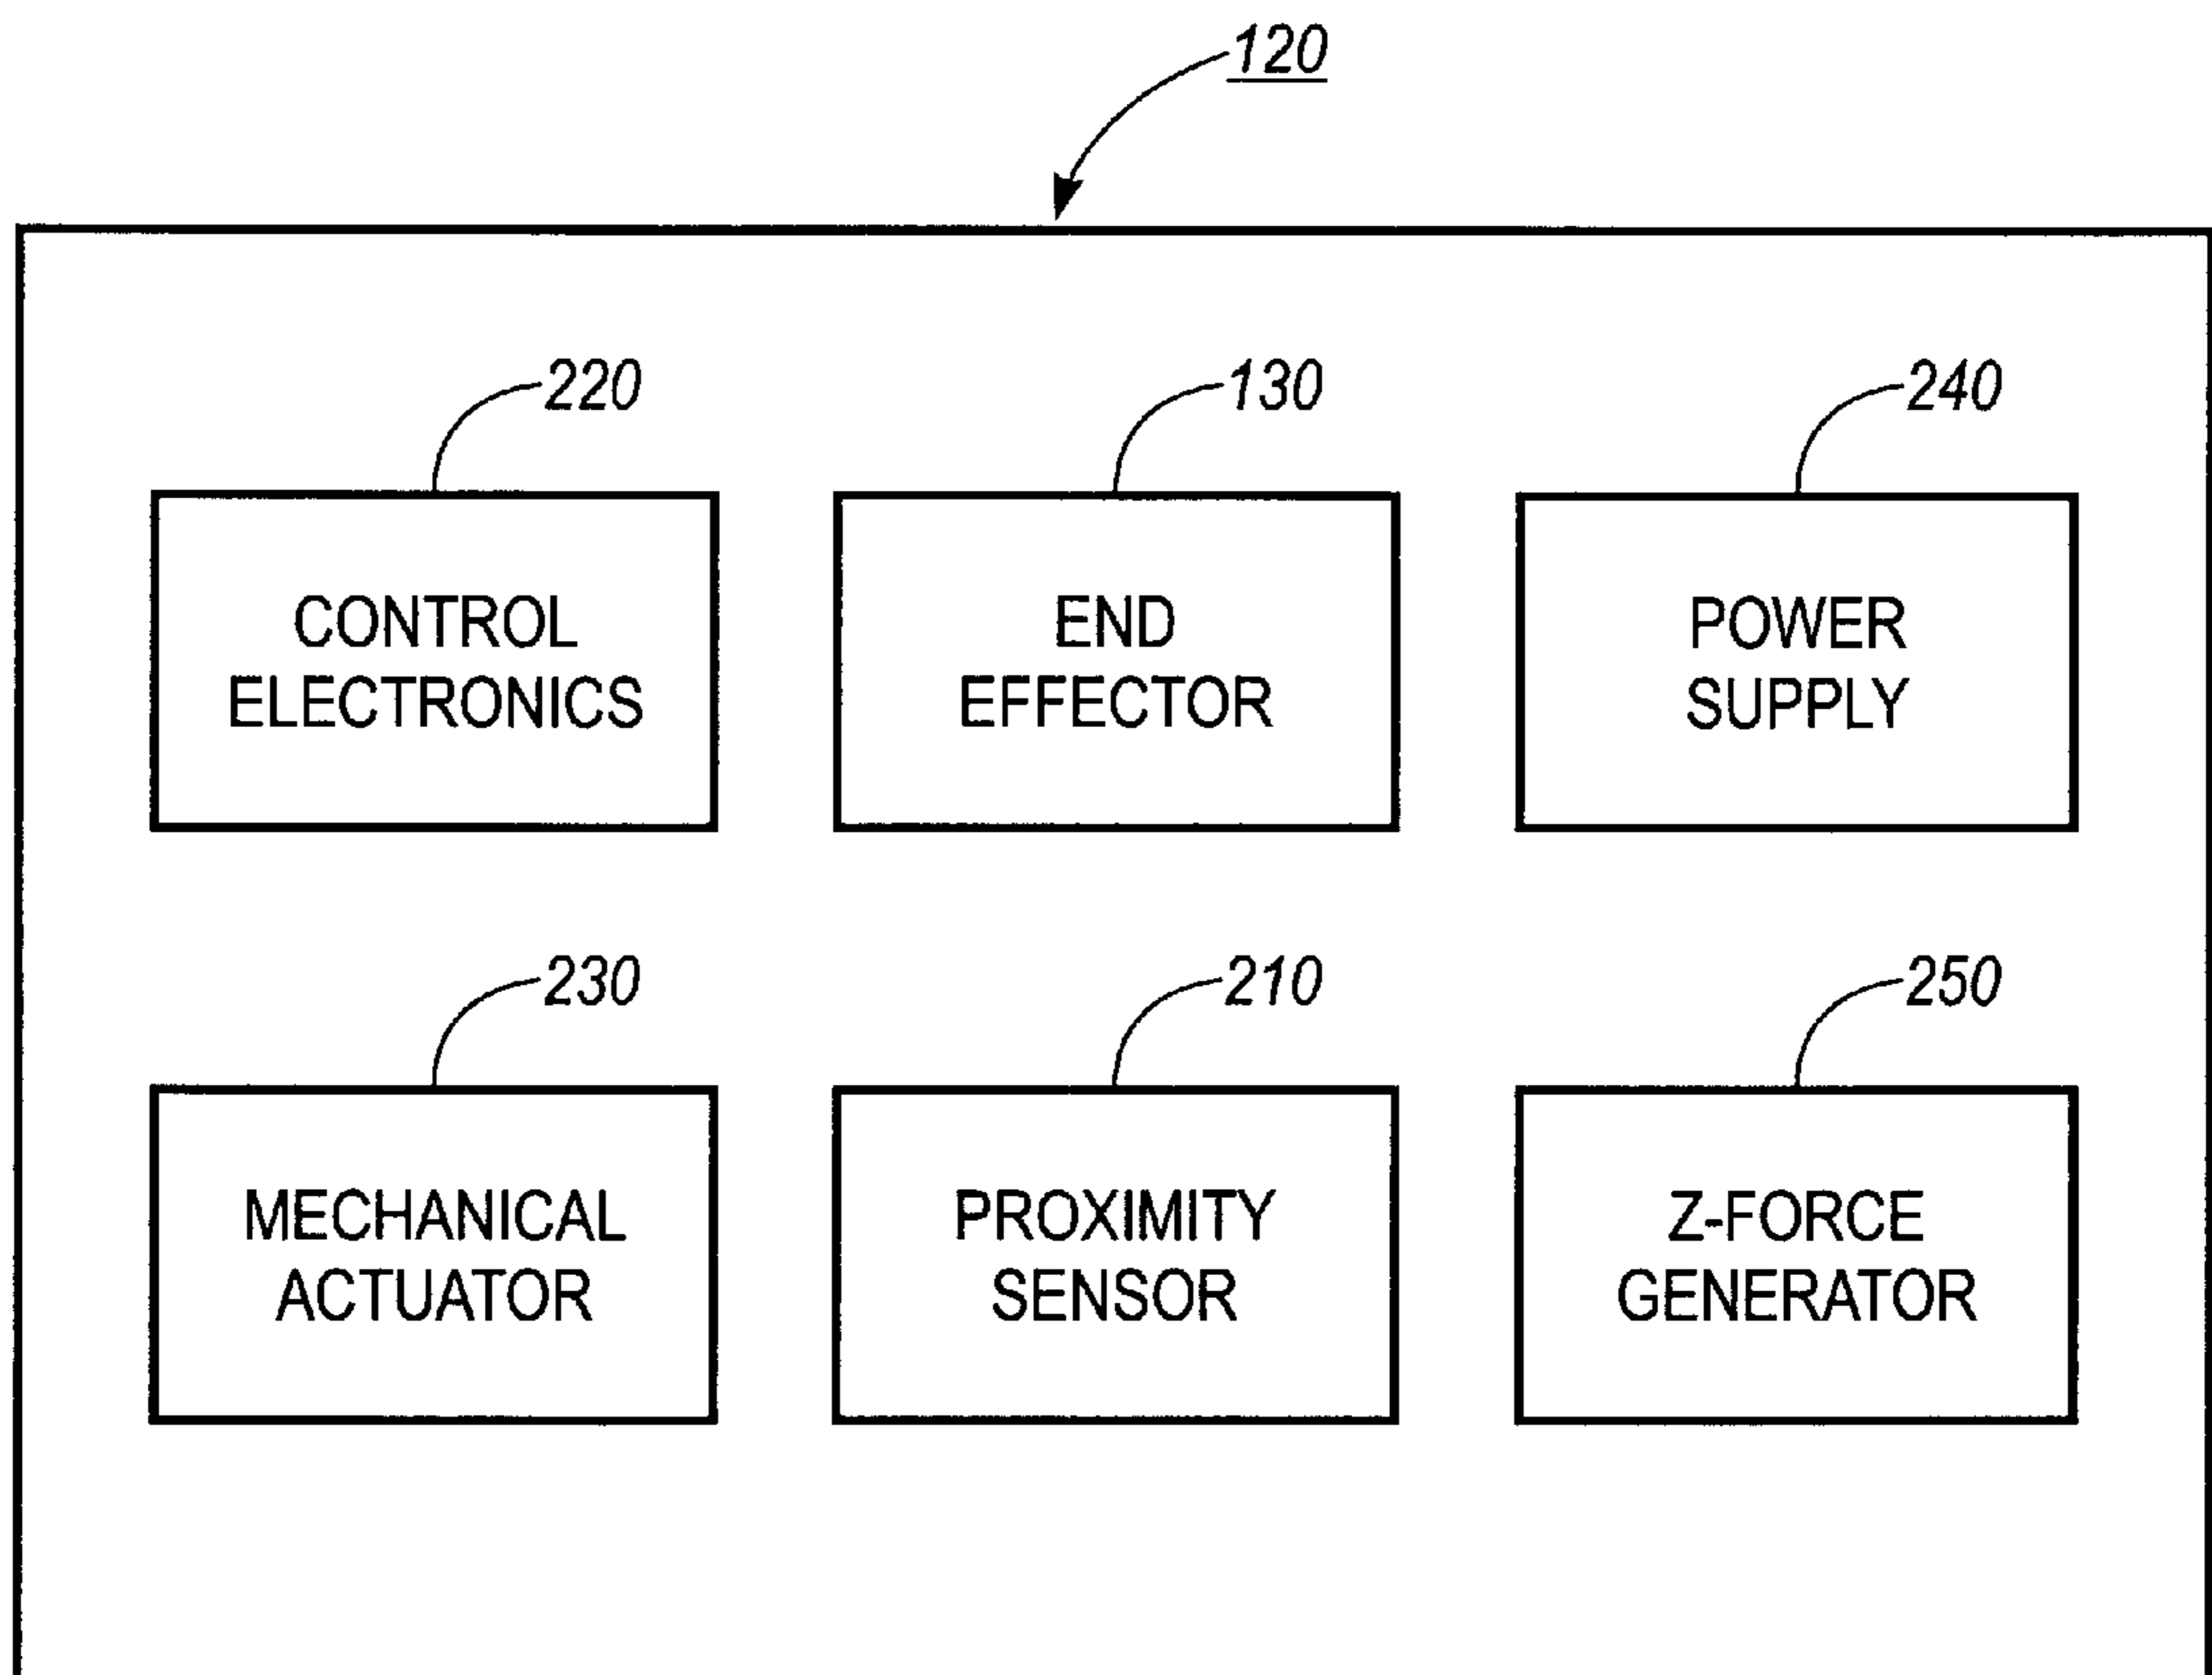 120
220
130
240
CONTROL
ELECTRONICS
END
EFFECTOR
POWER
SUPPLY
230
210
250
MECHANICAL
ACTUATOR
PROXIMITY
SENSOR
Z-FORCE
GENERATOR